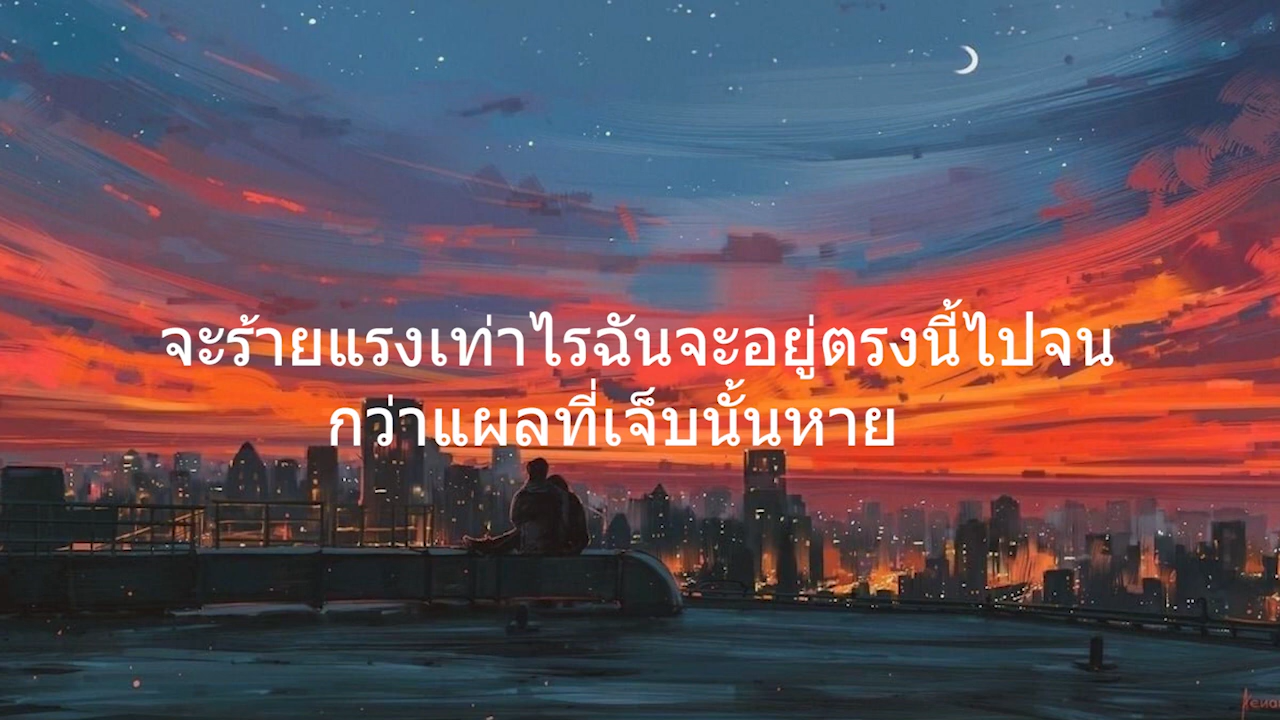 จะร้ายแรงเท่าไรฉันจะอยู่ตรงนี้ไปจน
กว่าแผลที่เจ็บนั้นหาย